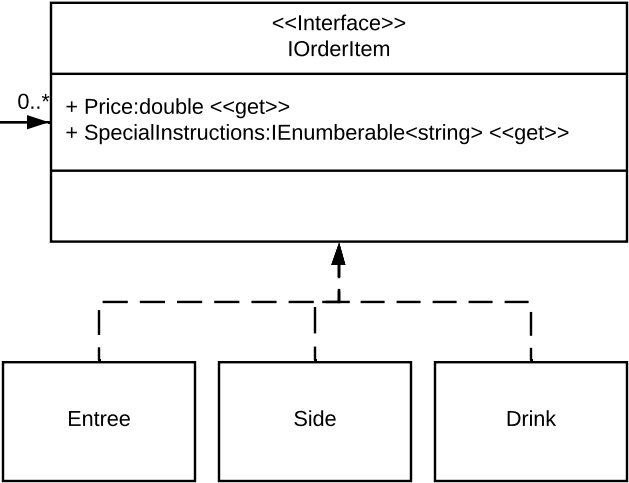 <<Interface>>
IOrderItem
0..*
+ Price:double <<get>>
+ SpecialInstructions:IEnumberable<string> <<get>>
Entree
Side
Drink